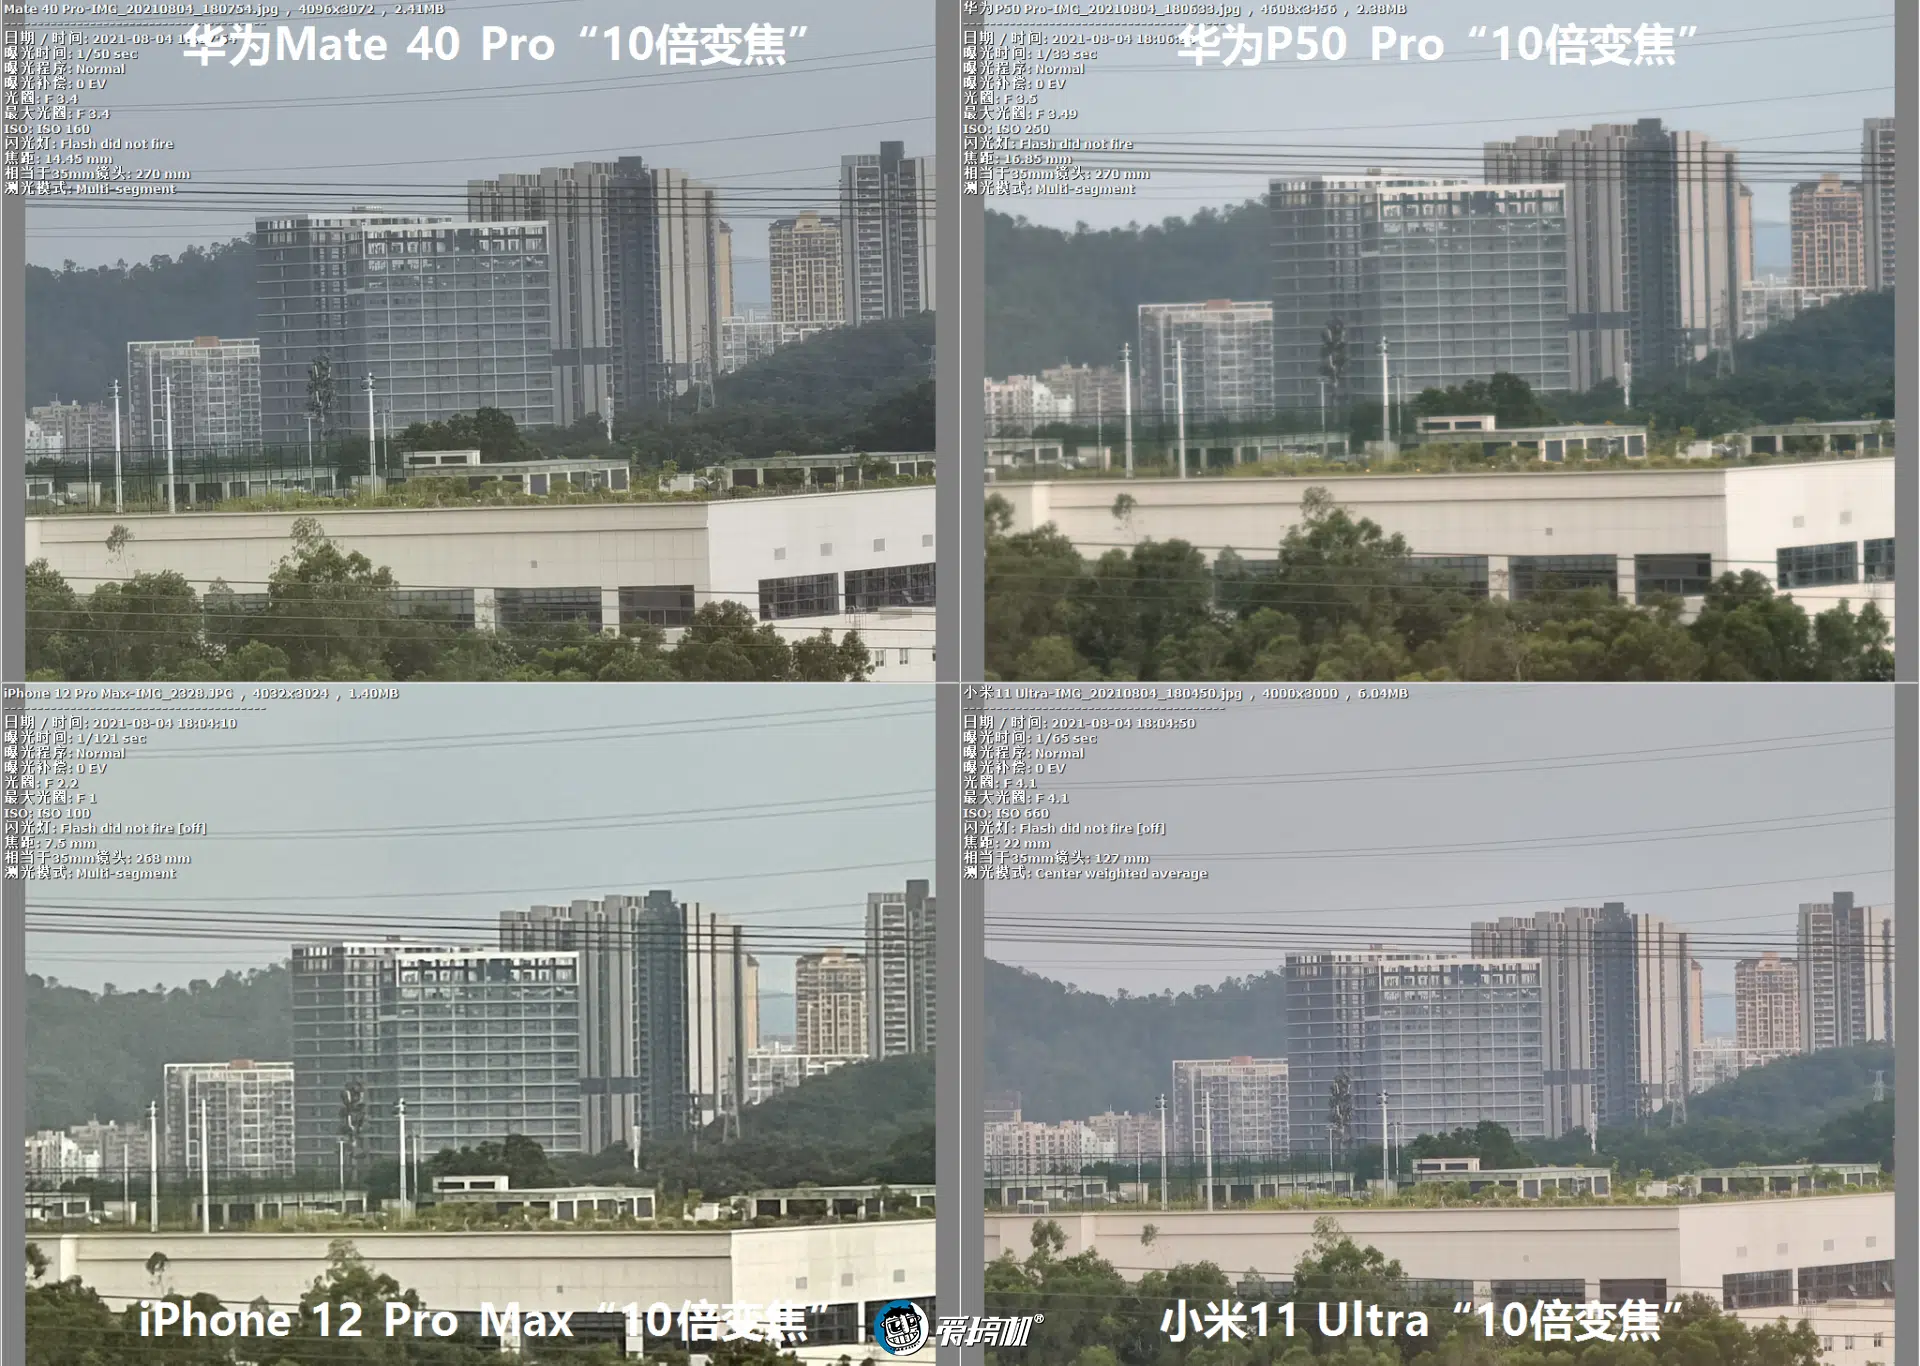 Mate 40 Pro-IMG_20210804_180754.jpg , 4096x3072 , 2.41MB
日期 / 时间: 2021-08-04
曝光时间: 1/50 sec
曝光程序: Normal
曝光补偿: 0 EV
光圈: F 3.4
最大光圈: F 3.4
ISO: ISO 160
闪光灯: Flash did not fire
焦距: 14.45 mm
相当于35mm镜头: 270 mm
测光模式: Multi-segment
华为Mate 40 Pro “10倍变焦”
华为P50 Pro-IMG_20210804_180633.jpg , 4608x3456 , 2.38MB
日期 / 时间: 2021-08-04 18:06:
曝光时间: 1/33 sec
曝光程序: Normal
曝光补偿: 0 EV
光圈: F 3.5
最大光圈: F 3.49
ISO: ISO 250
闪光灯: Flash did not fire
焦距: 16.85 mm
相当于35mm镜头: 270 mm
测光模式: Multi-segment
华为P50 Pro “10倍变焦”
iPhone 12 Pro Max-IMG_2328.JPG , 4032x3024 , 1.40MB
日期 / 时间: 2021-08-04 18:04:10
曝光时间: 1/121 sec
曝光程序: Normal
曝光补偿: 0 EV
光圈: F 2.2
最大光圈: F 1
ISO: ISO 100
闪光灯: Flash did not fire [off]
焦距: 7.5 mm
相当于35mm镜头: 268 mm
测光模式: Multi-segment
iPhone 12 Pro Max “10倍变焦”
小米11 Ultra-IMG_20210804_180450.jpg , 4000x3000 , 6.04MB
日期 / 时间: 2021-08-04 18:04:50
曝光时间: 1/65 sec
曝光程序: Normal
曝光补偿: 0 EV
光圈: F 4.1
最大光圈: F 4.1
ISO: ISO 660
闪光灯: Flash did not fire [off]
焦距: 22 mm
相当于35mm镜头: 127 mm
测光模式: Center weighted average
小米11 Ultra “10倍变焦”
爱搞机®